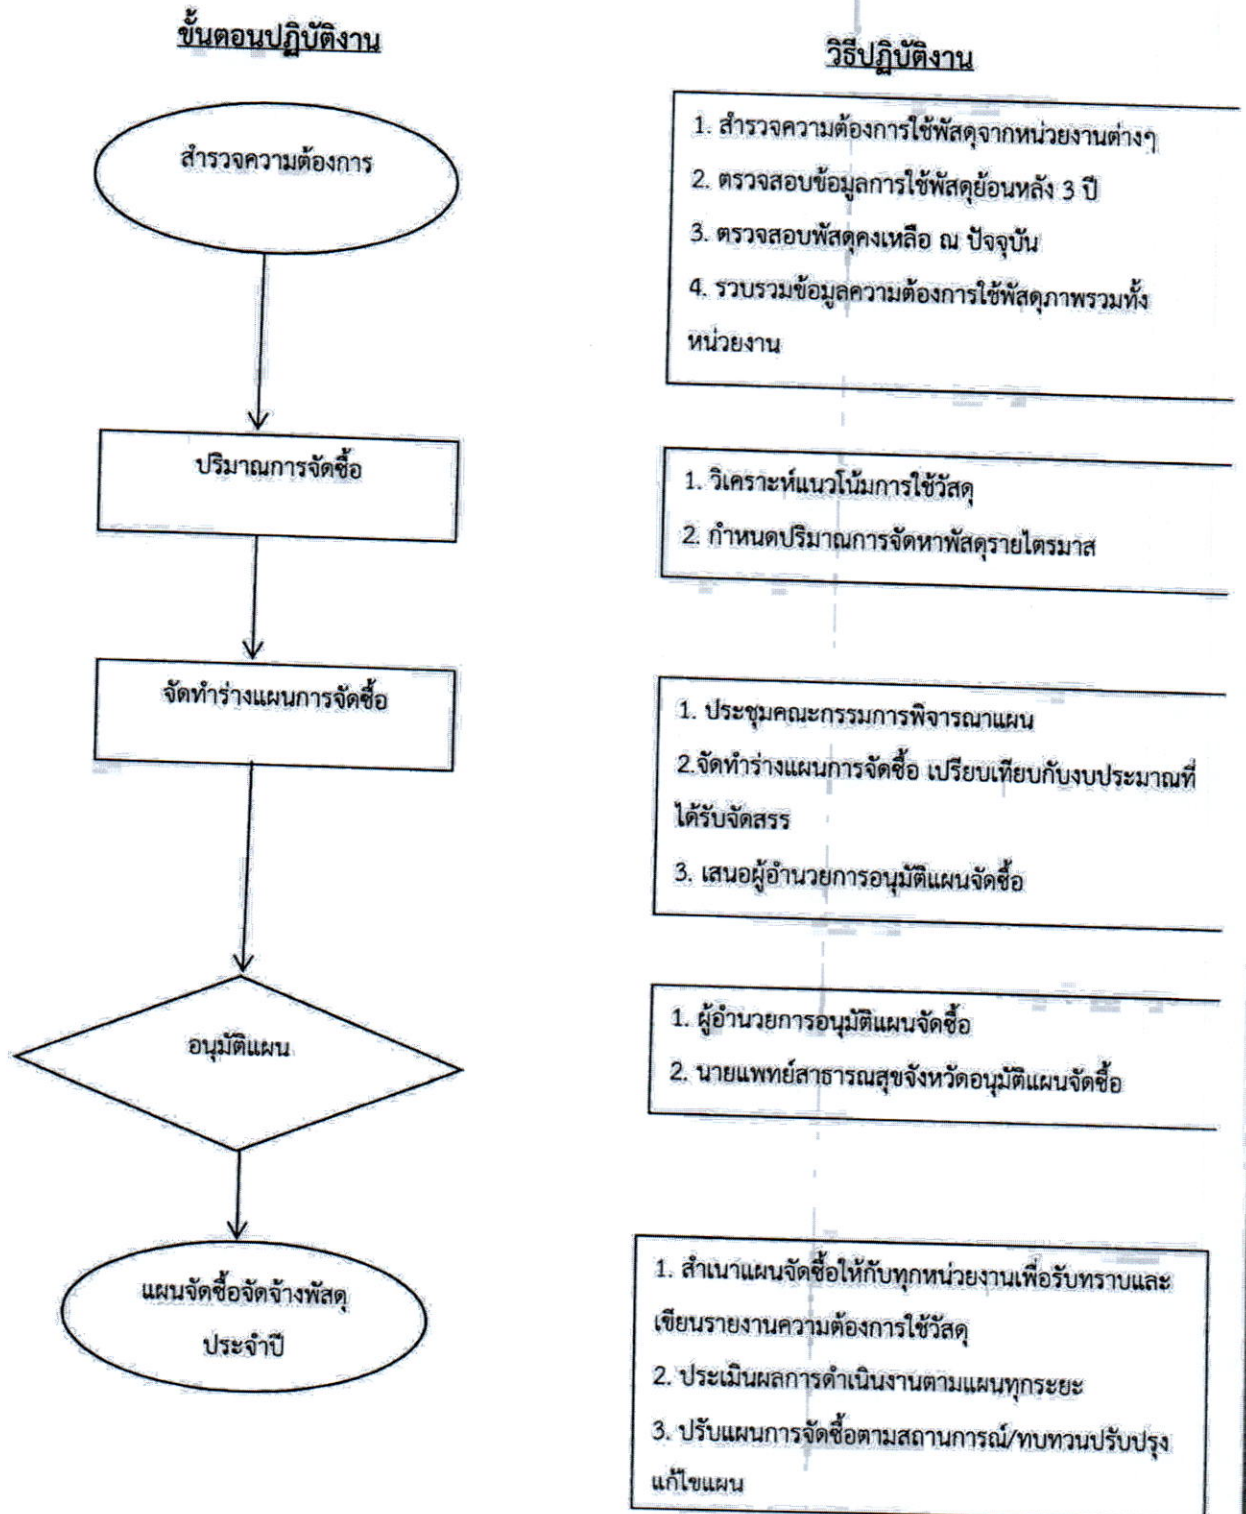 ขั้นตอนปฏิบัติงาน
วิธีปฏิบัติงาน
สำรวจความต้องการ
1. สำรวจความต้องการใช้พัสดุจากหน่วยงานต่างๆ
2. ตรวจสอบข้อมูลการใช้พัสดุย้อนหลัง 3 ปี
3. ตรวจสอบพัสดุคงเหลือ ณ ปัจจุบัน
4. รวบรวมข้อมูลความต้องการใช้พัสดุภาพรวมทั้ง
หน่วยงาน
ปริมาณการจัดซื้อ
1. วิเคราะห์แนวโน้มการใช้วัสดุ
2. กำหนดปริมาณการจัดหาพัสดุรายไตรมาส
จัดทำร่างแผนการจัดซื้อ
1. ประชุมคณะกรรมการพิจารณาแผน
2.จัดทำร่างแผนการจัดซื้อ เปรียบเทียบกับงบประมาณที่
ได้รับจัดสรร
3. เสนอผู้อำนวยการอนุมัติแผนจัดซื้อ
อนุมัติแผน
1. ผู้อำนวยการอนุมัติแผนจัดซื้อ
2. นายแพทย์สาธารณสุขจังหวัดอนุมัติแผนจัดซื้อ
แผนจัดซื้อจัดจ้างพัสดุ
ประจำปี
1. สำเนาแผนจัดซื้อให้กับทุกหน่วยงานเพื่อรับทราบและ
เขียนรายงานความต้องการใช้วัสดุ
2. ประเมินผลการดำเนินงานตามแผนทุกระยะ
3. ปรับแผนการจัดซื้อตามสถานการณ์/ทบทวนปรับปรุง
แก้ไขแผน